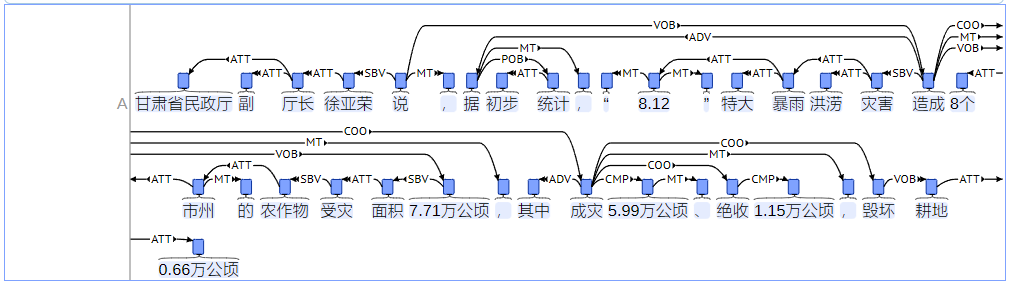 VOB COO
ADV MT
MT VOB
ATT POB ATT ATT
ATT ATT SBV MT ATT MT MT ATT SBV ATT
A 甘肃省民政厅 副 厅长 徐亚荣 说 , 据 初步 统计 , “ 8.12 ” 特大 暴雨 洪涝 灾害 造成 8个
COO COO
MT MT
VOB COO
ATT
ATT MT SBV ATT SBV ADV CMP MT CMP VOB ATT
市州 的 农作物 受灾 面积 7.71万公顷 , 其中 成灾 5.99万公顷 、 绝收 1.15万公顷 , 毁坏 耕地
ATT
0.66万公顷